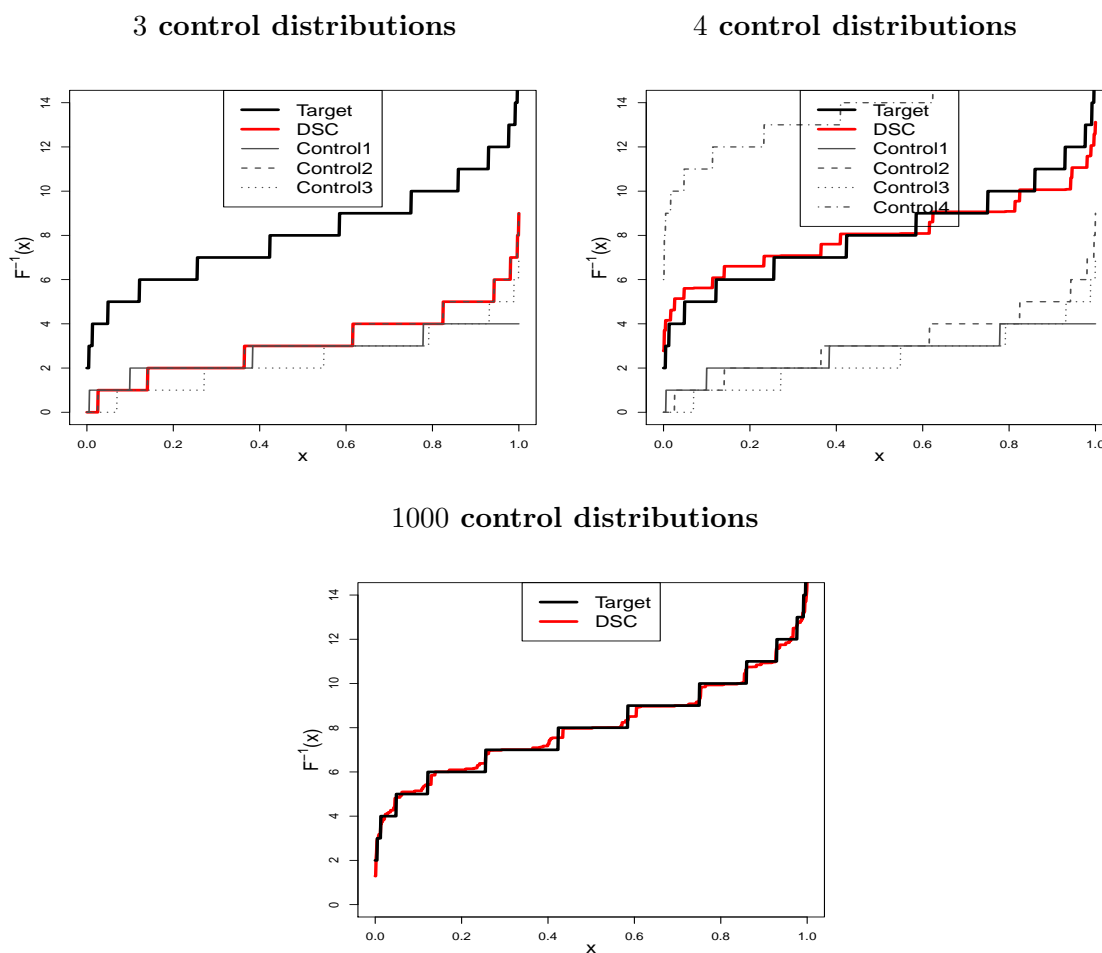 3 control distributions
Target
DSC
Control1
Control2
Control3
F⁻¹(x)
0 2 4 6 8 10 12 14
0.0 0.2 0.4 0.6 0.8 1.0
x
4 control distributions
Target
DSC
Control1
Control2
Control3
Control4
F⁻¹(x)
0 2 4 6 8 10 12 14
0.0 0.2 0.4 0.6 0.8 1.0
x
1000 control distributions
Target
DSC
F⁻¹(x)
0 2 4 6 8 10 12 14
0.0 0.2 0.4 0.6 0.8 1.0
x